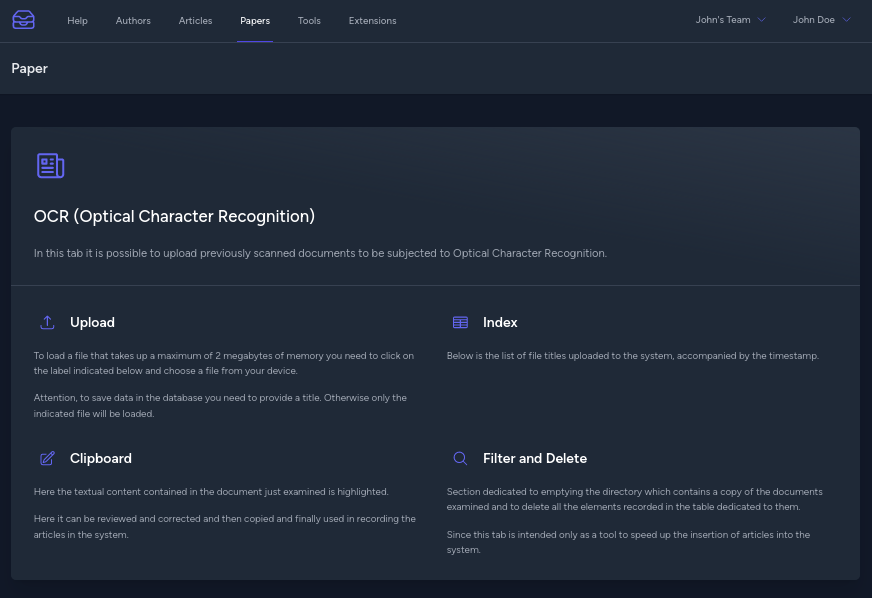 Help Authors Articles Papers Tools Extensions John's Team John Doe
Paper
OCR (Optical Character Recognition)
In this tab it is possible to upload previously scanned documents to be subjected to Optical Character Recognition.
Upload
To load a file that takes up a maximum of 2 megabytes of memory you need to click on
the label indicated below and choose a file from your device.
Attention, to save data in the database you need to provide a title. Otherwise only the
indicated file will be loaded.
Index
Below is the list of file titles uploaded to the system, accompanied by the timestamp.
Clipboard
Here the textual content contained in the document just examined is highlighted.
Here it can be reviewed and corrected and then copied and finally used in recording the
articles in the system.
Filter and Delete
Section dedicated to emptying the directory which contains a copy of the documents
examined and to delete all the elements recorded in the table dedicated to them.
Since this tab is intended only as a tool to speed up the insertion of articles into the
system.